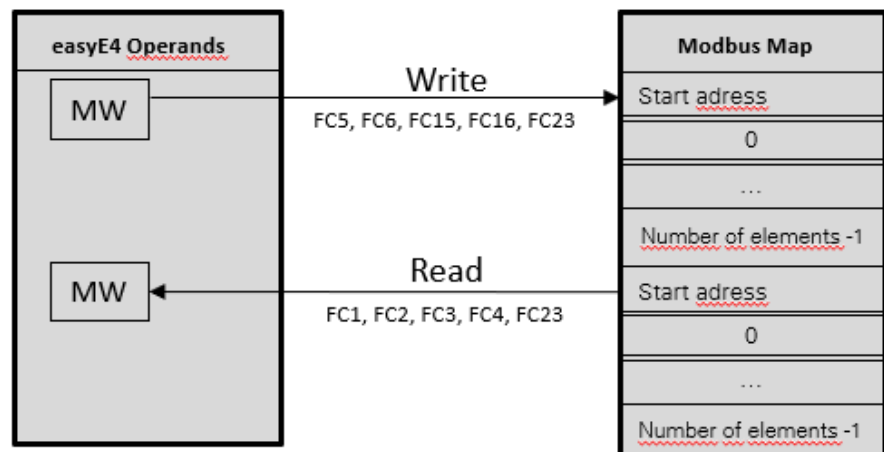 easyE4 Operands
MW
Write
FC5, FC6, FC15, FC16, FC23
MW
Read
FC1, FC2, FC3, FC4, FC23
Modbus Map
Start adress
0
...
Number of elements -1
Start adress
0
...
Number of elements -1